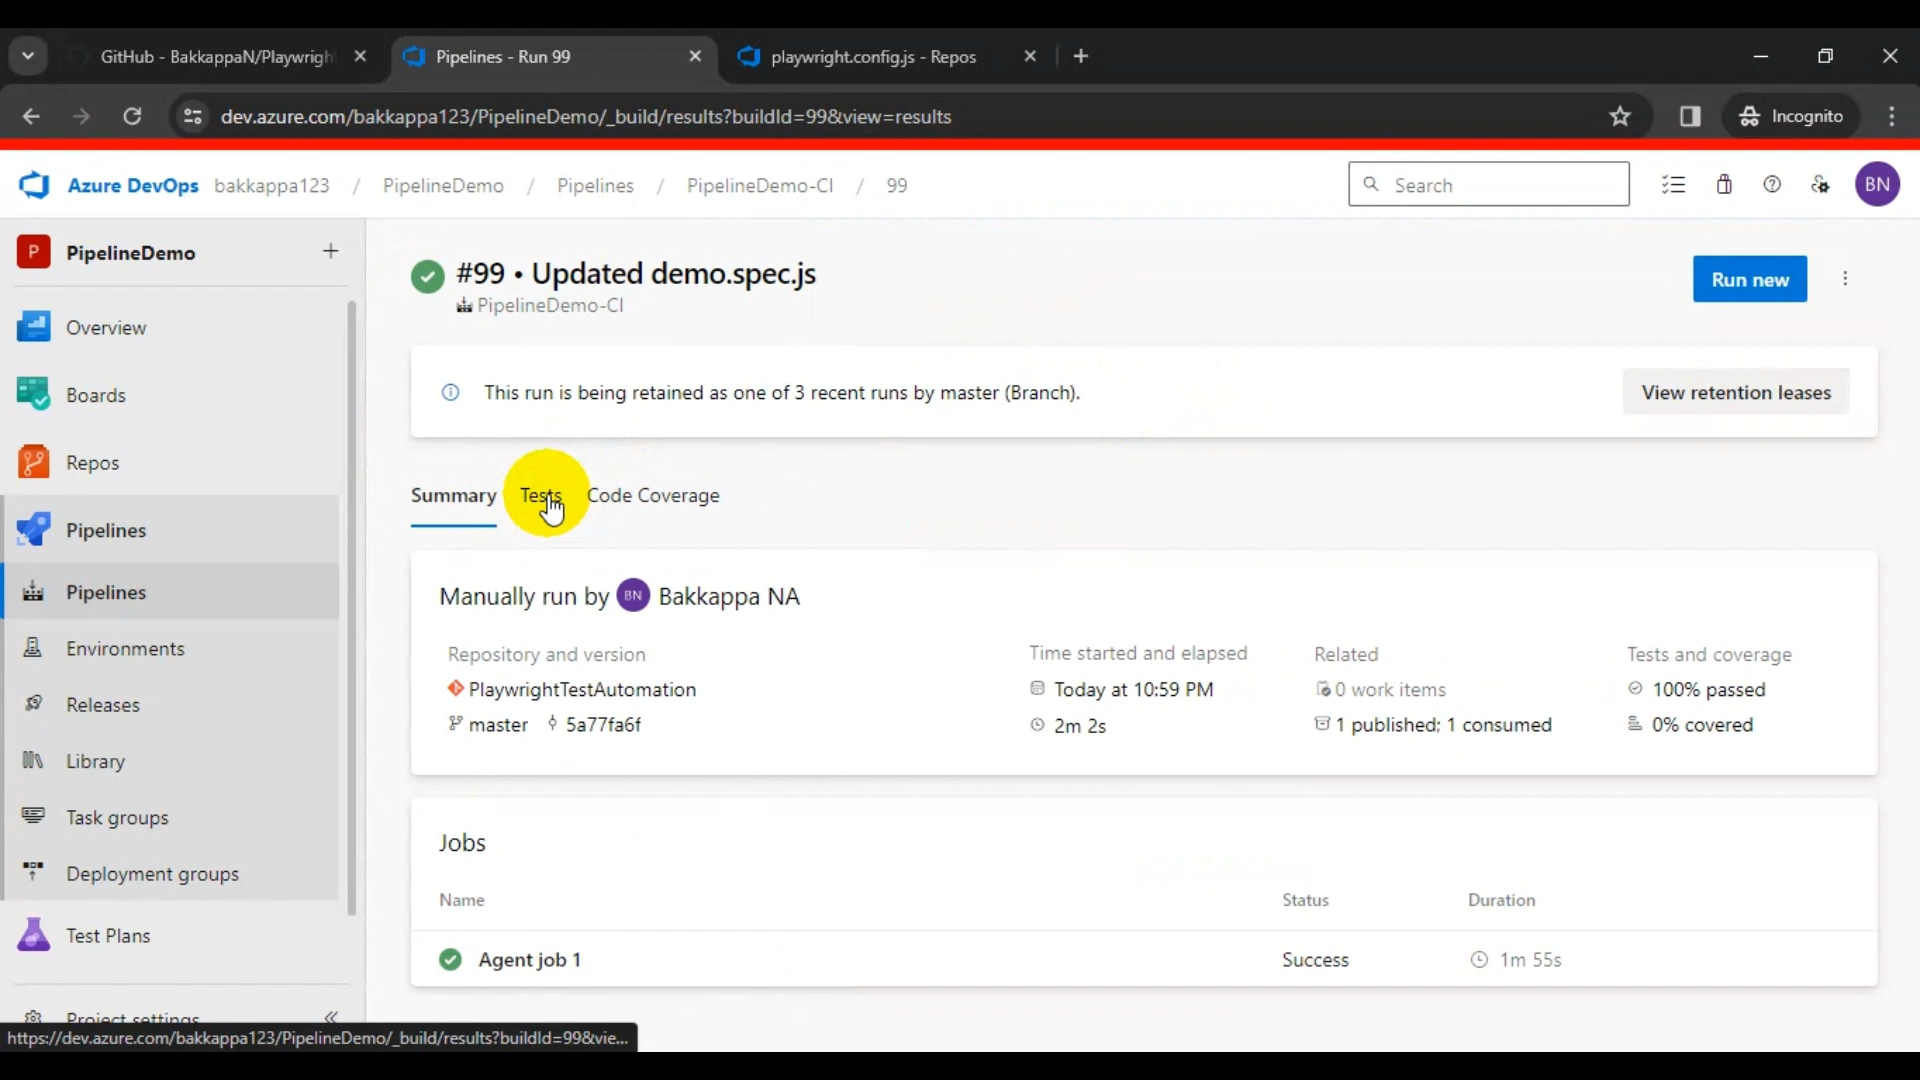 GitHub - BakkappaN/Playwrigh
Pipelines - Run 99
playwright.config.js - Repos
dev.azure.com/bakkappa123/PipelineDemo/_build/results?buildId=99&view=results
Incognito
Azure DevOps bakkappa123 / PipelineDemo / Pipelines / PipelineDemo-CI / 99
Search
BN
P PipelineDemo
Overview
Boards
Repos
Pipelines
Pipelines
Environments
Releases
Library
Task groups
Deployment groups
Test Plans
Project settings
#99 • Updated demo.spec.js
PipelineDemo-CI
Run new
This run is being retained as one of 3 recent runs by master (Branch).
View retention leases
Summary Tests Code Coverage
Manually run by BN Bakkappa NA
Repository and version
PlaywrightTestAutomation
master 5a77fa6f
Time started and elapsed
Today at 10:59 PM
2m 2s
Related
0 work items
1 published; 1 consumed
Tests and coverage
100% passed
0% covered
Jobs
Name Status Duration
Agent job 1 Success 1m 55s
https://dev.azure.com/bakkappa123/PipelineDemo/_build/results?buildId=99&vie...